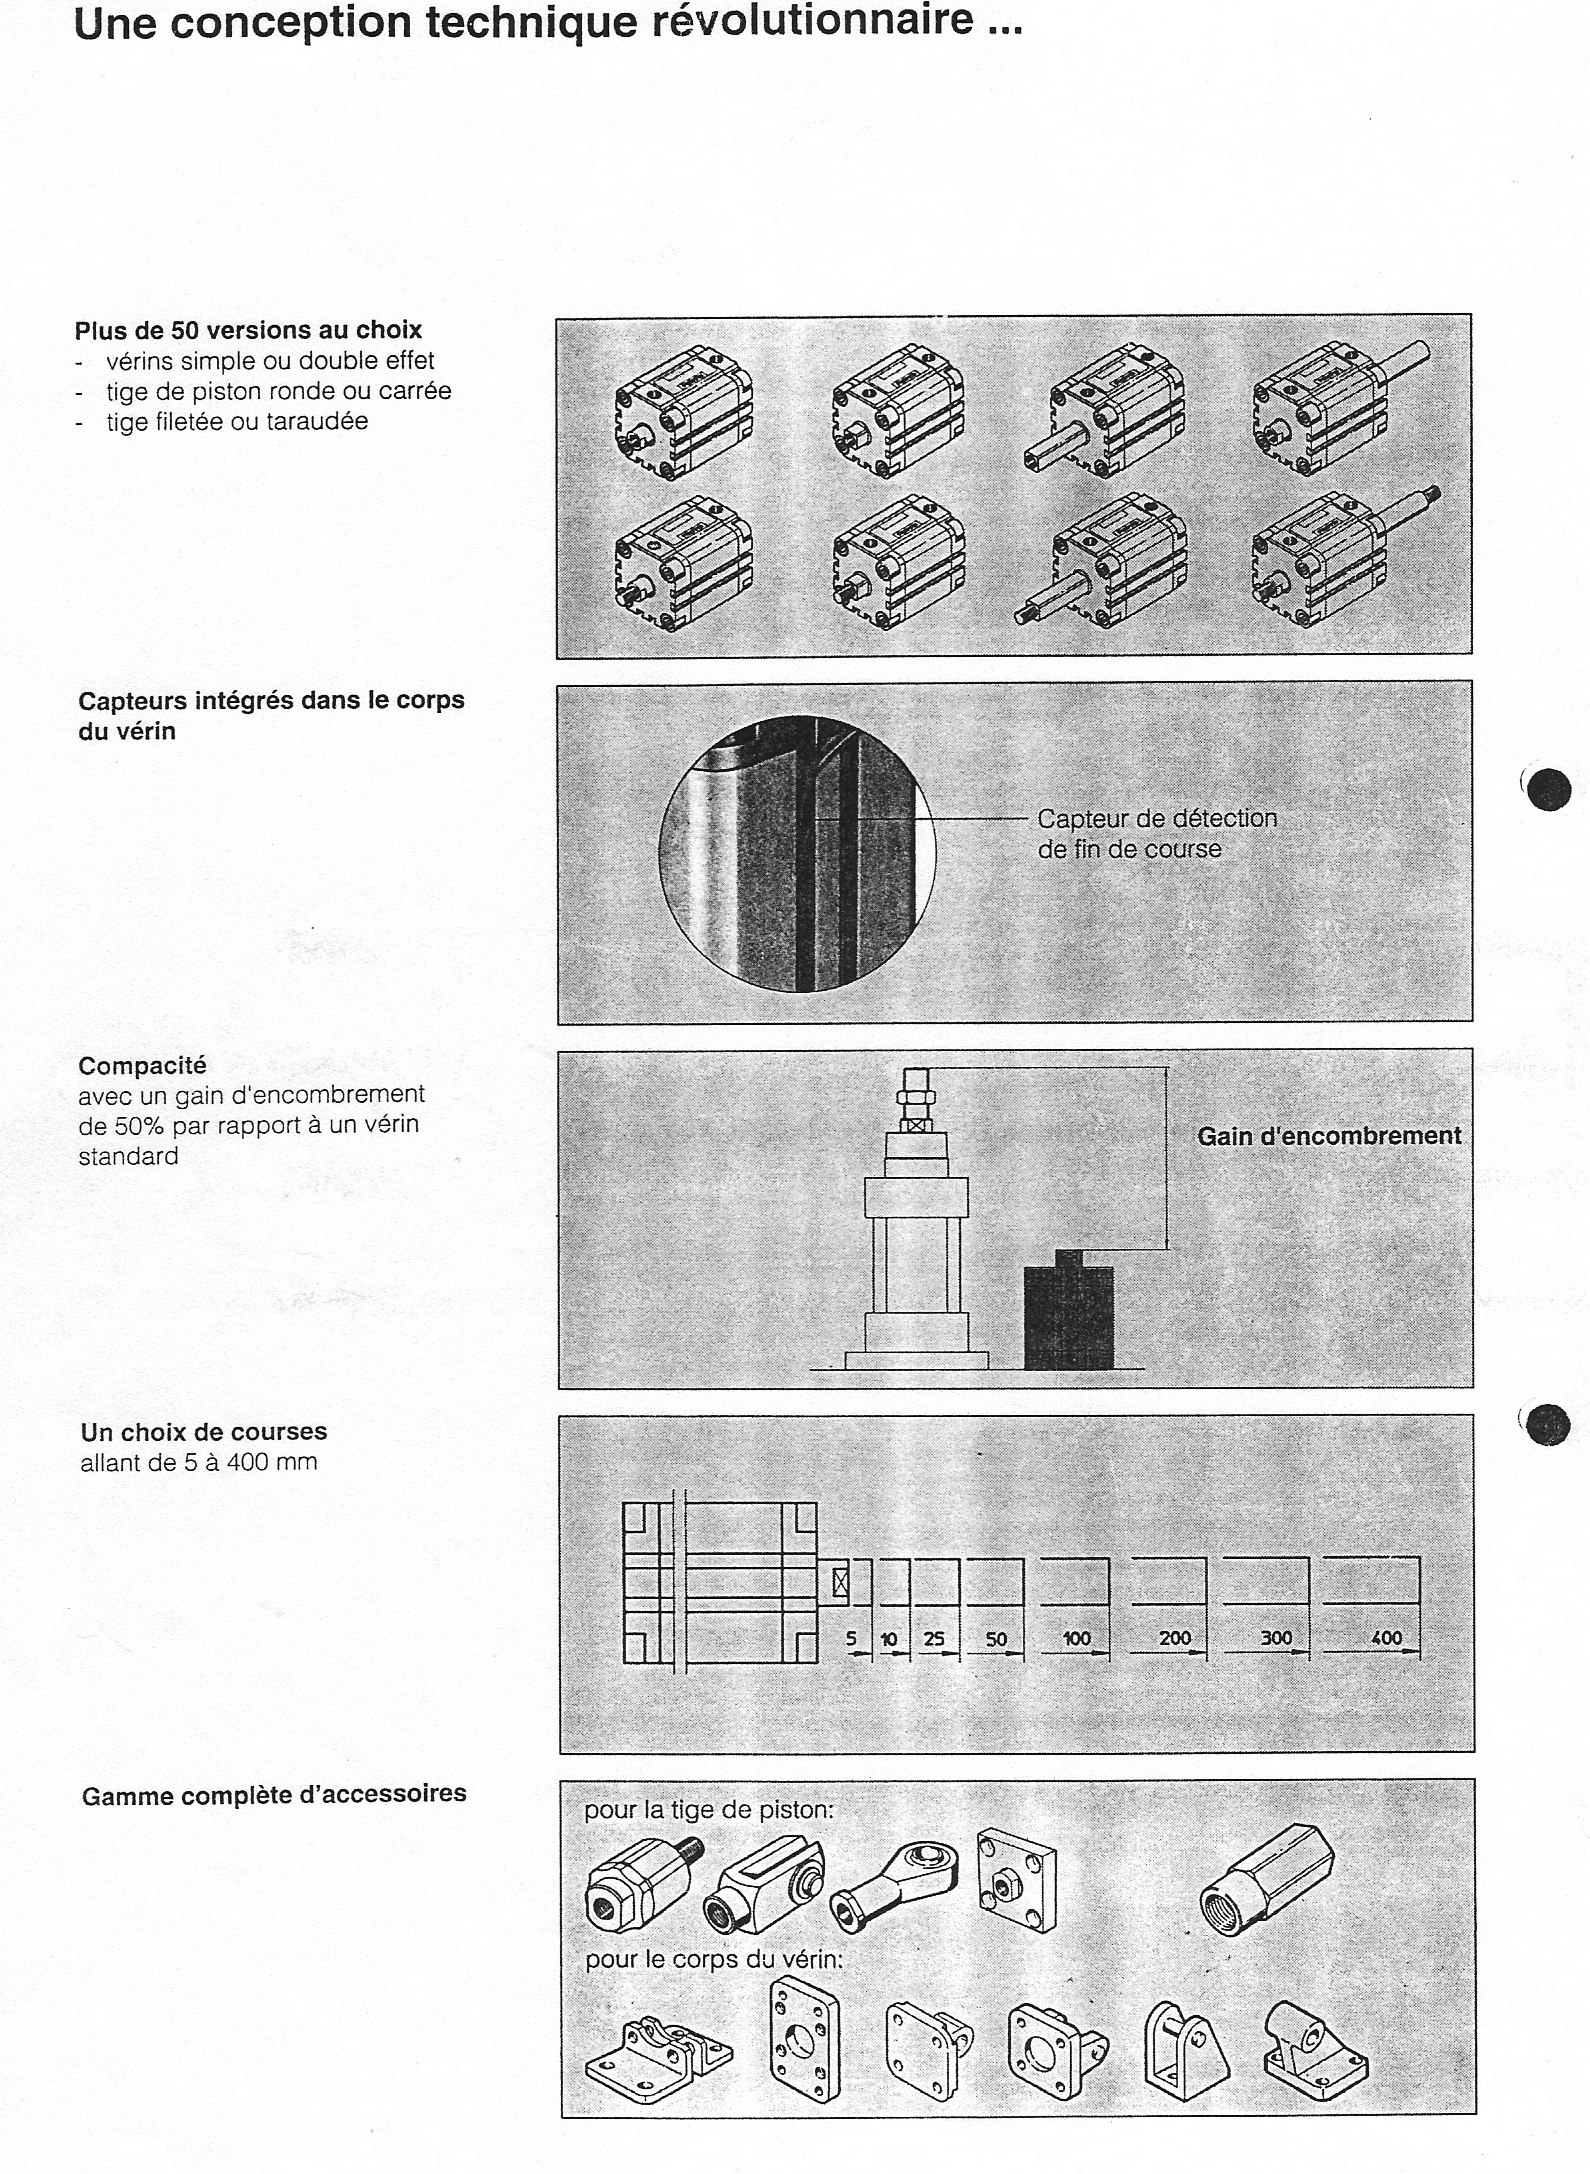 Une conception technique révolutionnaire ...
Plus de 50 versions au choix
- vérins simple ou double effet
- tige de piston ronde ou carrée
- tige filetée ou taraudée
Capteurs intégrés dans le corps
du vérin
Capteur de détection
de fin de course
Compacité
avec un gain d'encombrement
de 50% par rapport à un vérin
standard
Gain d'encombrement
Un choix de courses
allant de 5 à 400 mm
5 10 25 50 100 200 300 400
Gamme complète d'accessoires
pour la tige de piston:
pour le corps du vérin: